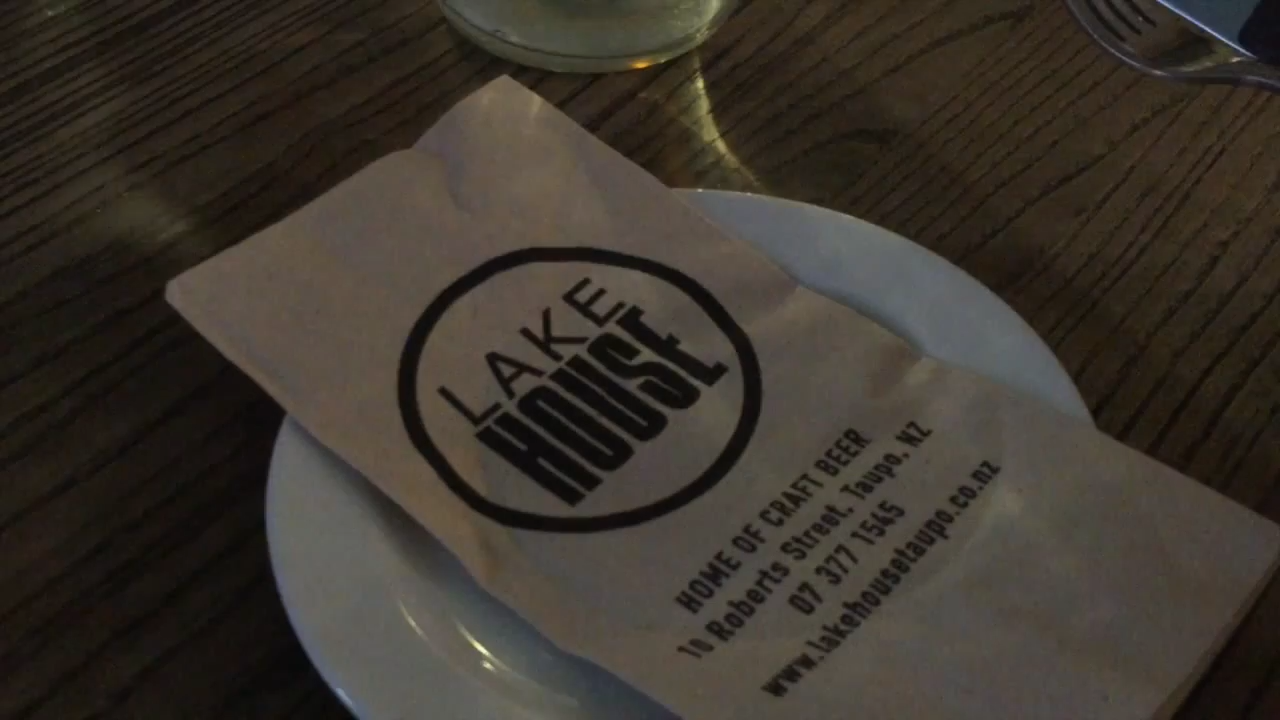 LAKE
HOUSE
HOME OF CRAFT BEER
10 Roberts Street, Taupo, NZ
07 377 1545
www.lakehousetaupo.co.nz